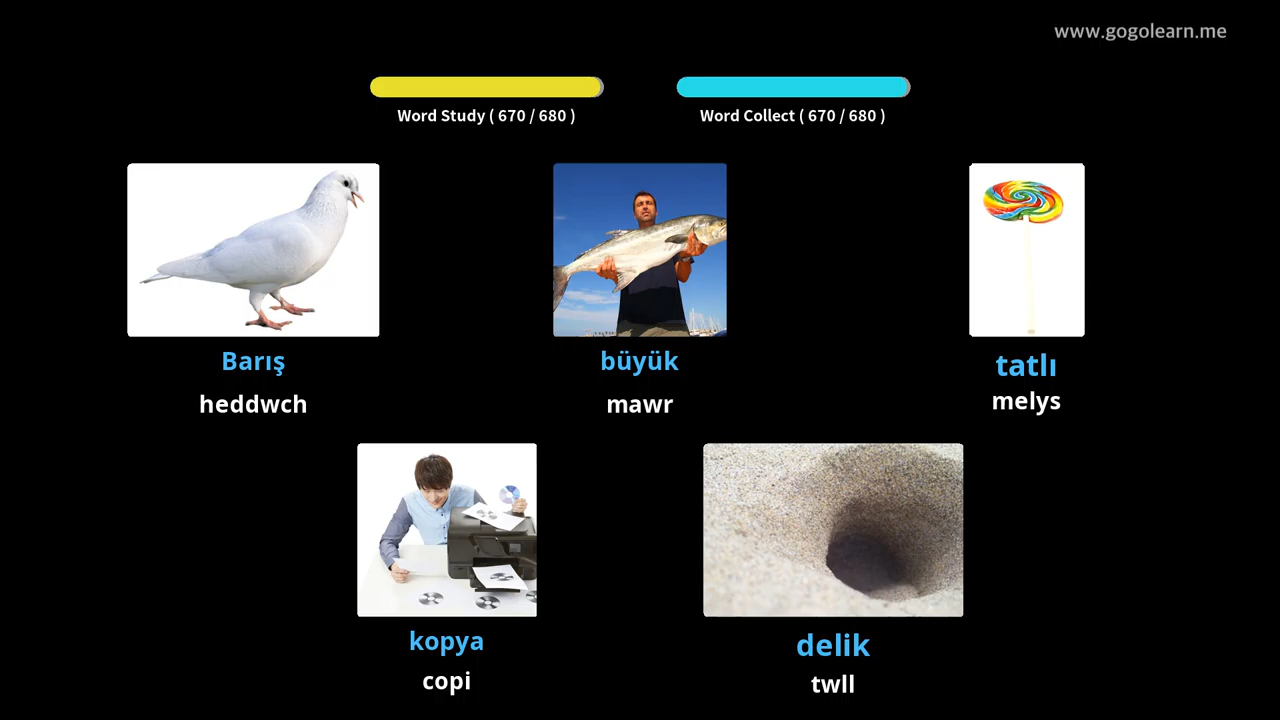 www.gogolearn.me
Word Study ( 670 / 680 )
Word Collect ( 670 / 680 )
Barış
heddwch
büyük
mawr
tatlı
melys
kopya
copi
delik
twll